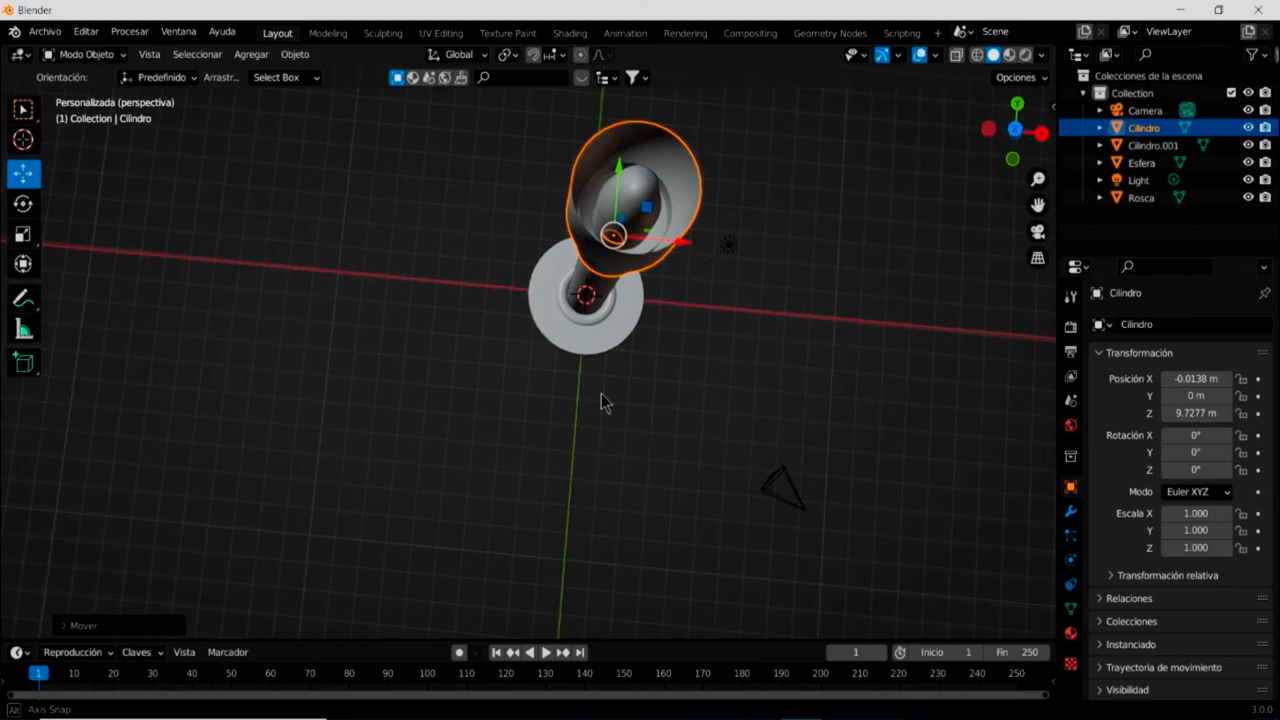 Blender
Archivo Editar Procesar Ventana Ayuda Layout Modeling Sculpting UV Editing Texture Paint Shading Animation Rendering Compositing Geometry Nodes Scripting + Scene ViewLayer
Modo Objeto Vista Seleccionar Agregar Objeto Global
Orientación: Predefinido Arrastr... Select Box Opciones
Personalizada (perspectiva)
(1) Collection | Cilindro
Y
Z
X
Colecciones de la escena
Collection
Camera
Cilindro
Cilindro.001
Esfera
Light
Rosca
Cilindro
Cilindro
Transformación
Posición X -0.0138 m
Y 0 m
Z 9.7277 m
Rotación X 0°
Y 0°
Z 0°
Modo Euler XYZ
Escala X 1.000
Y 1.000
Z 1.000
Transformación relativa
Relaciones
Colecciones
Instanciado
Trayectoria de movimiento
Visibilidad
Mover
Reproducción Claves Vista Marcador 1 Inicio 1 Fin 250
1 10 20 30 40 50 60 70 80 90 100 110 120 130 140 150 160 170 180 190 200 210 220 230 240 250
Alt Axis Snap 3.0.0